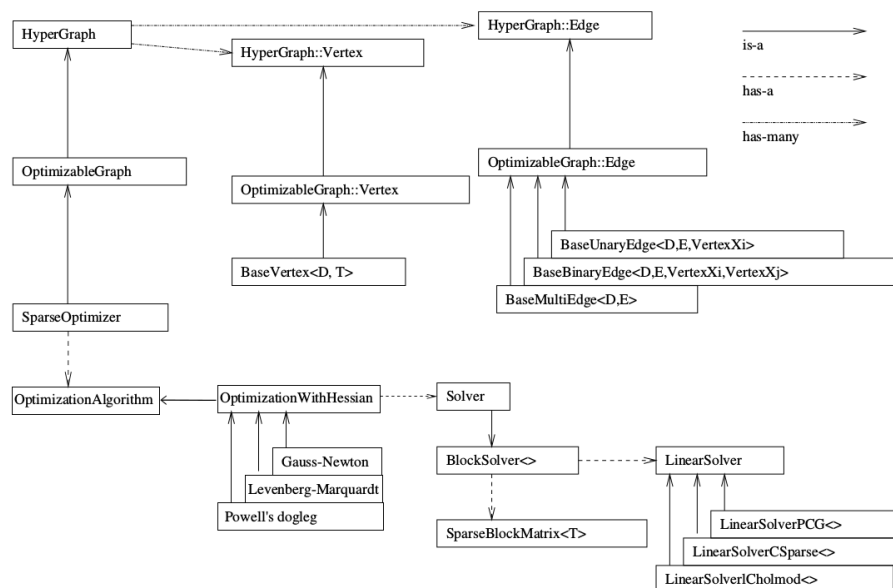 HyperGraph
HyperGraph::Edge
is-a
HyperGraph::Vertex
has-a
has-many
OptimizableGraph
OptimizableGraph::Edge
OptimizableGraph::Vertex
BaseUnaryEdge<D,E,VertexXi>
BaseVertex<D, T>
BaseBinaryEdge<D,E,VertexXi,VertexXj>
BaseMultiEdge<D,E>
SparseOptimizer
OptimizationAlgorithm
OptimizationWithHessian
Solver
Gauss-Newton
BlockSolver<>
LinearSolver
Levenberg-Marquardt
Powell's dogleg
SparseBlockMatrix<T>
LinearSolverPCG<>
LinearSolverCSparse<>
LinearSolverlCholmod<>